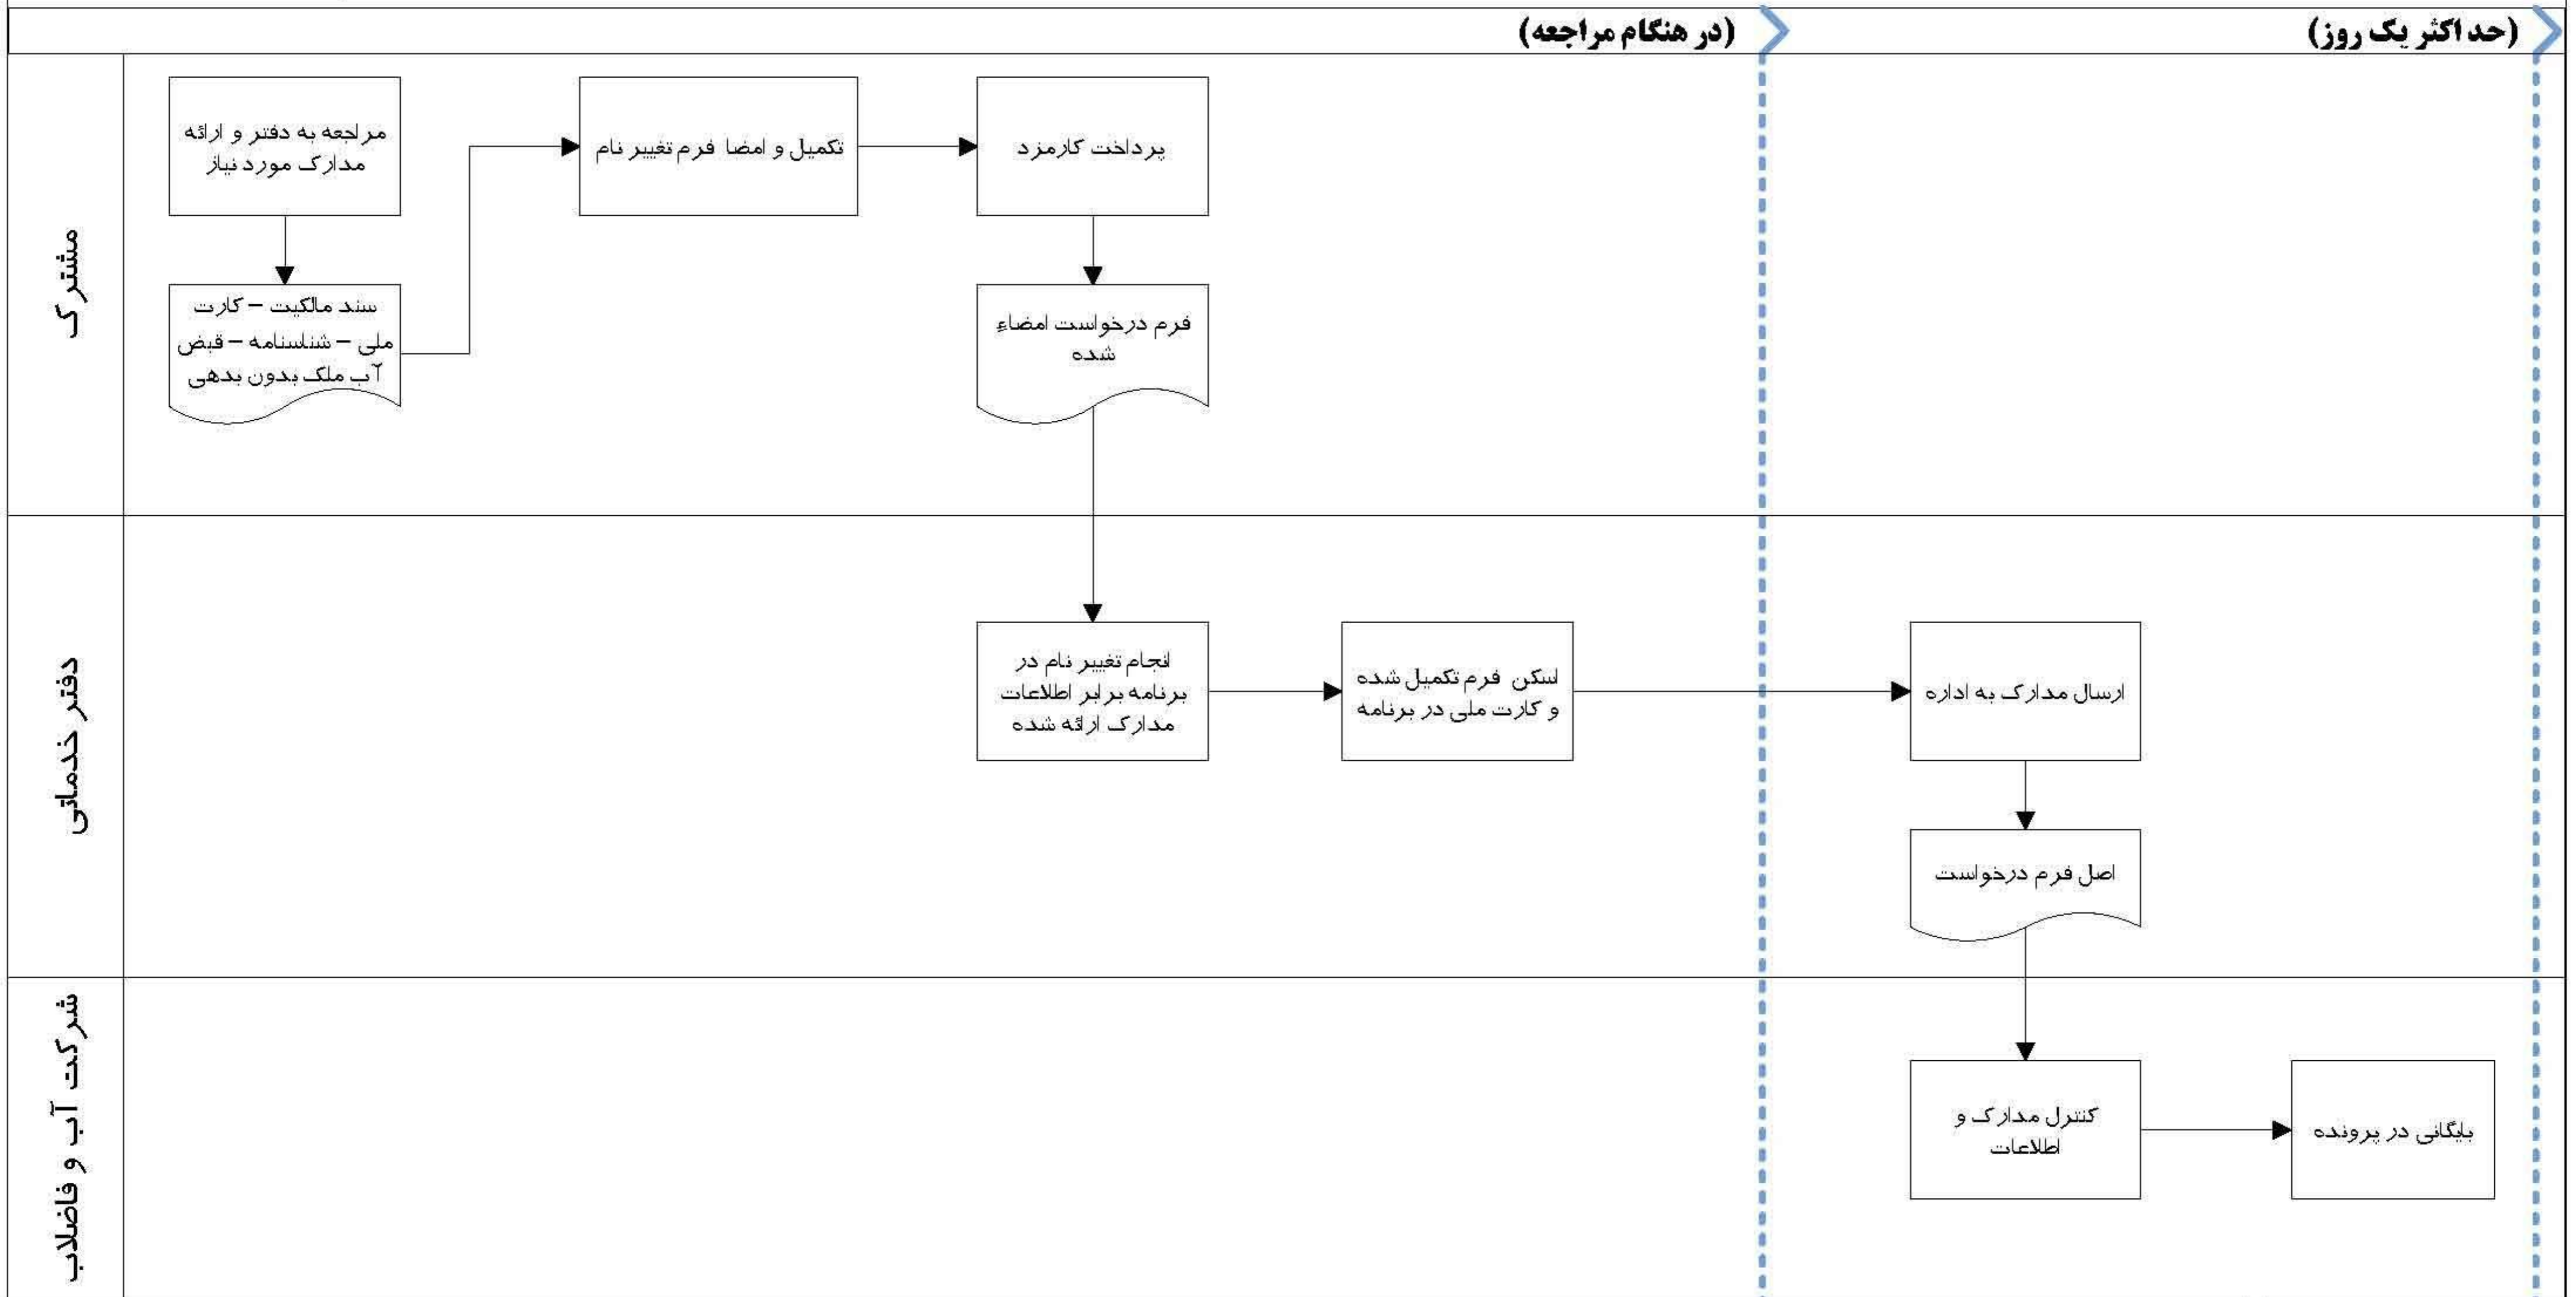 (در هنگام مراجعه)
(حداکثر یک روز)
مشترک
مراجعه به دفتر و ارائه
مدارک مورد نیاز
تکمیل و امضا فرم تغییر نام
پرداخت کارمزد
سند مالکیت – کارت
ملی – شناسنامه – قبض
آب ملک بدون بدهی
فرم درخواست امضاء
شده
دفتر خدماتی
انجام تغییر نام در
برنامه برابر اطلاعات
مدارک ارائه شده
اسکن فرم تکمیل شده
و کارت ملی در برنامه
ارسال مدارک به اداره
اصل فرم درخواست
شرکت آب و فاضلاب
کنترل مدارک و
اطلاعات
بایگانی در پرونده